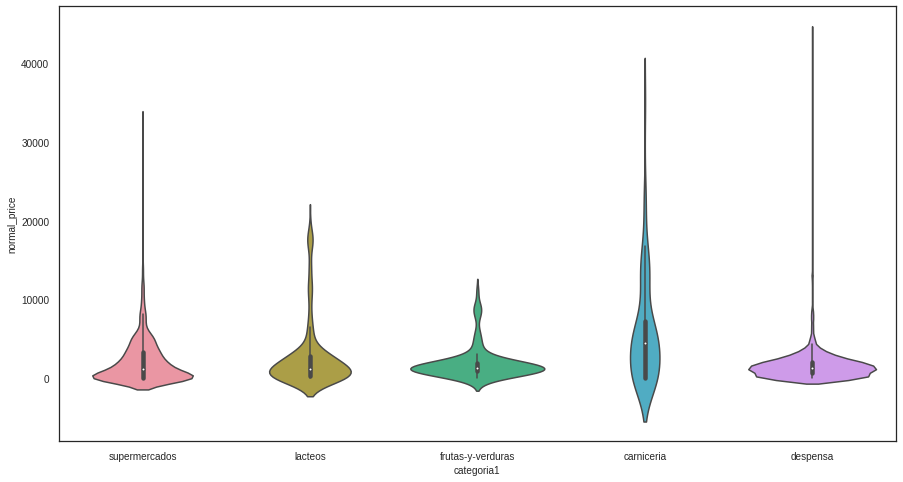 40000
30000
20000
10000
0
normal_price
supermercados
lacteos
frutas-y-verduras
carniceria
despensa
categoria1